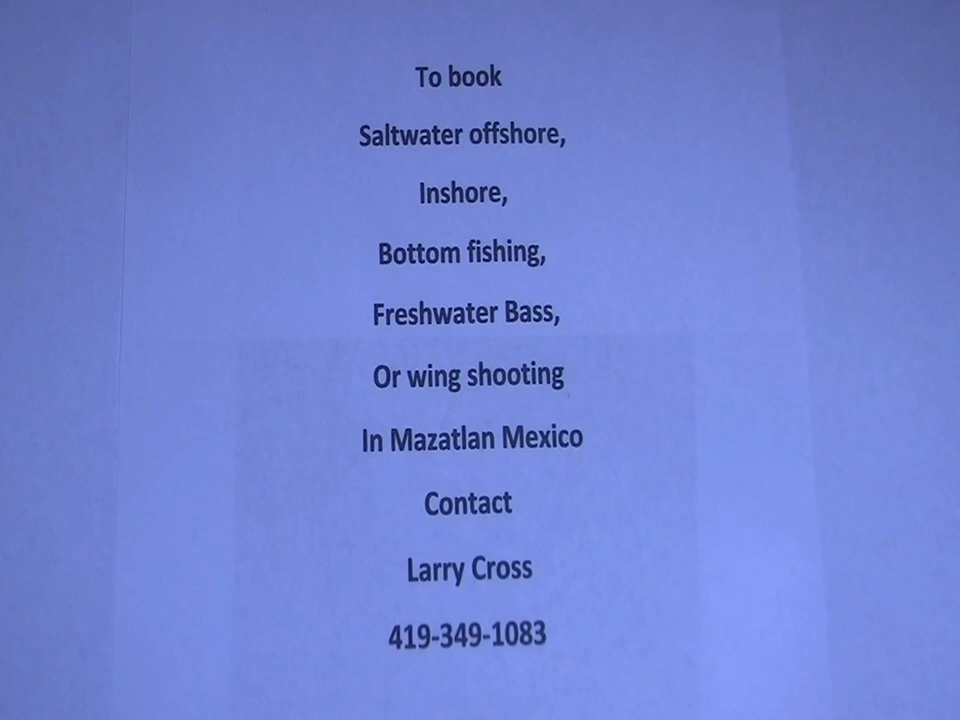 To book
Saltwater offshore,
Inshore,
Bottom fishing,
Freshwater Bass,
Or wing shooting
In Mazatlan Mexico
Contact
Larry Cross
419-349-1083